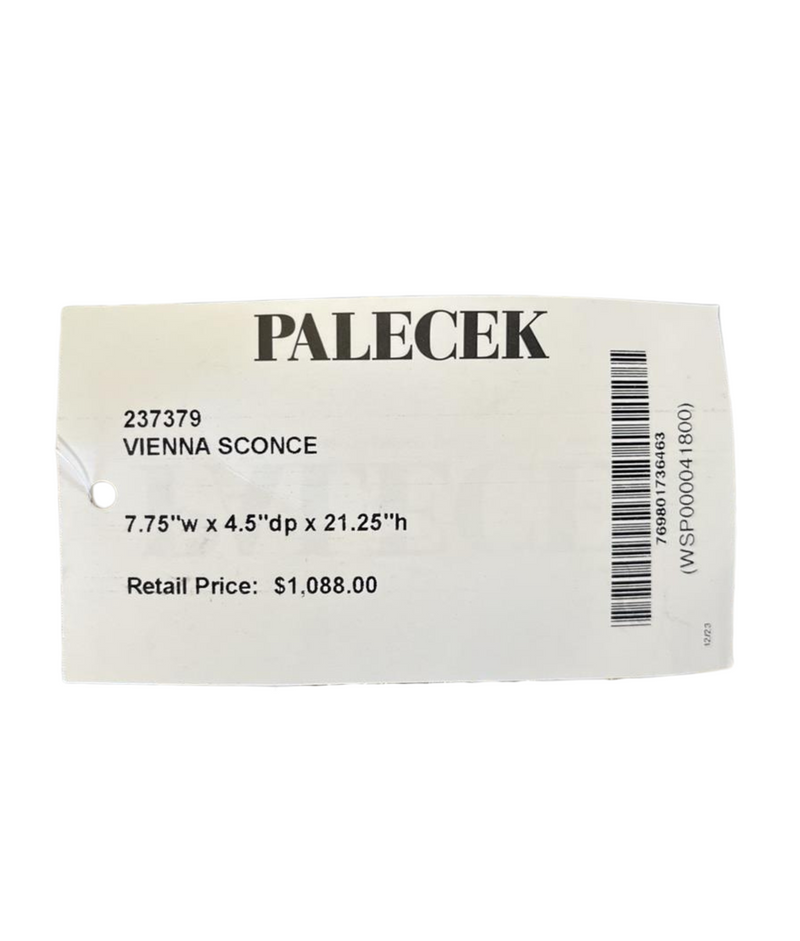 PALECEK
237379
VIENNA SCONCE
7.75"w x 4.5"dp x 21.25"h
Retail Price: $1,088.00
769801736463
(WSP000041800)
12/23